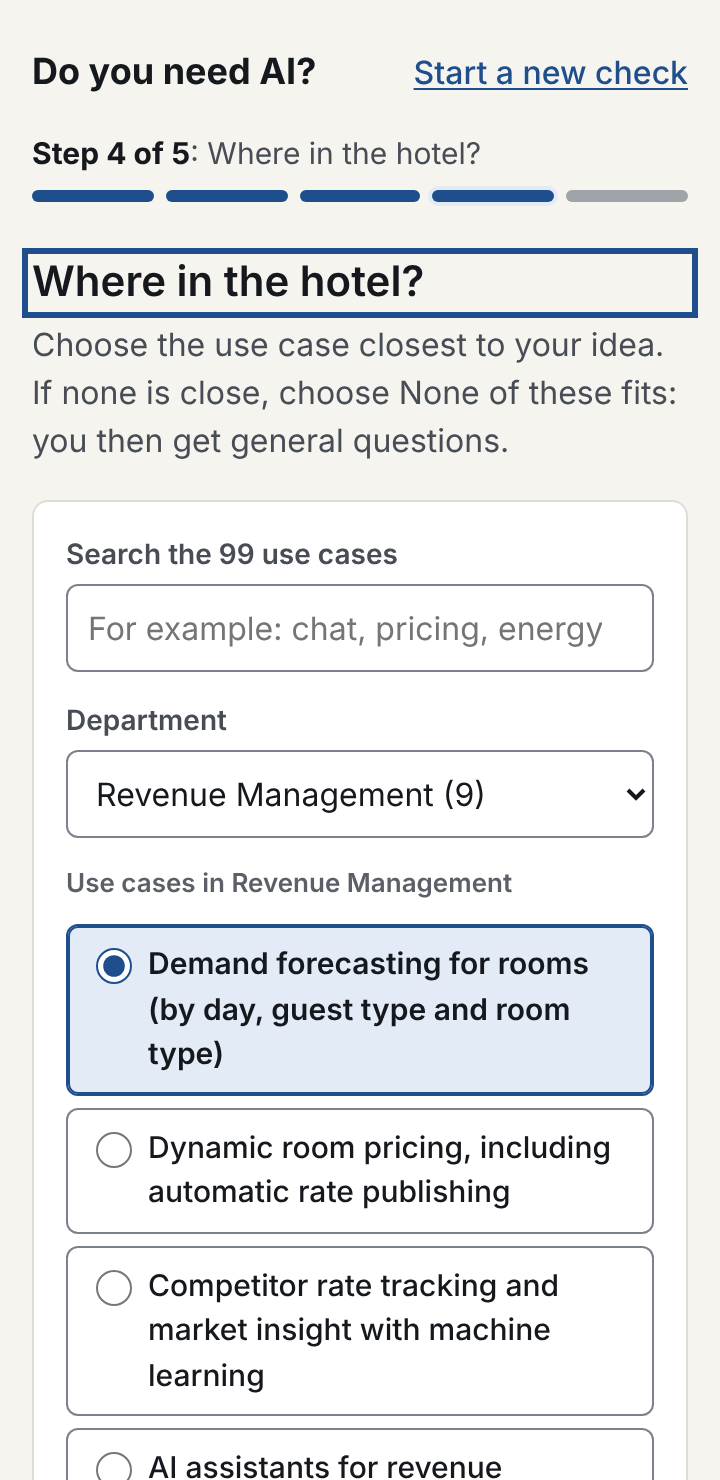 Do you need AI?
Start a new check
Step 4 of 5: Where in the hotel?
Where in the hotel?
Choose the use case closest to your idea.
If none is close, choose None of these fits:
you then get general questions.
Search the 99 use cases
For example: chat, pricing, energy
Department
Revenue Management (9)
Use cases in Revenue Management
Demand forecasting for rooms
(by day, guest type and room
type)
Dynamic room pricing, including
automatic rate publishing
Competitor rate tracking and
market insight with machine
learning
AI assistants for revenue